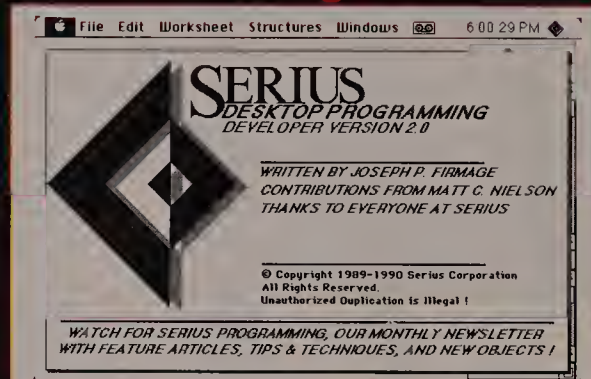 File Edit Worksheet Structures Windows 6 00 29 PM
SERIUS
DESKTOP PROGRAMMING
DEVELOPER VERSION 2.0
WRITTEN BY JOSEPH P. FIRMAGE
CONTRIBUTIONS FROM MATT C. NIELSON
THANKS TO EVERYONE AT SERIUS
© Copyright 1989-1990 Serius Corporation
All Rights Reserved.
Unauthorized Duplication is Illegal !
WATCH FOR SERIUS PROGRAMMING, OUR MONTHLY NEWSLETTER
WITH FEATURE ARTICLES, TIPS & TECHNIQUES, AND NEW OBJECTS !